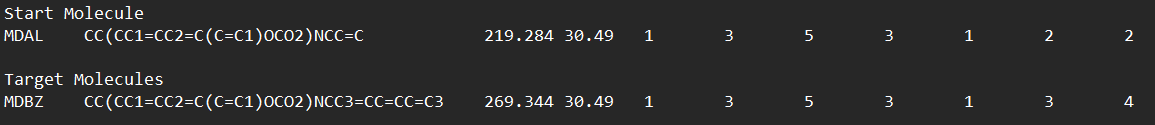 Start Molecule
MDAL CC(CC1=CC2=C(C=C1)OCO2)NCC=C 219.284 30.49 1 3 5 3 1 2 2
Target Molecules
MDBZ CC(CC1=CC2=C(C=C1)OCO2)NCC3=CC=CC=C3 269.344 30.49 1 3 5 3 1 3 4